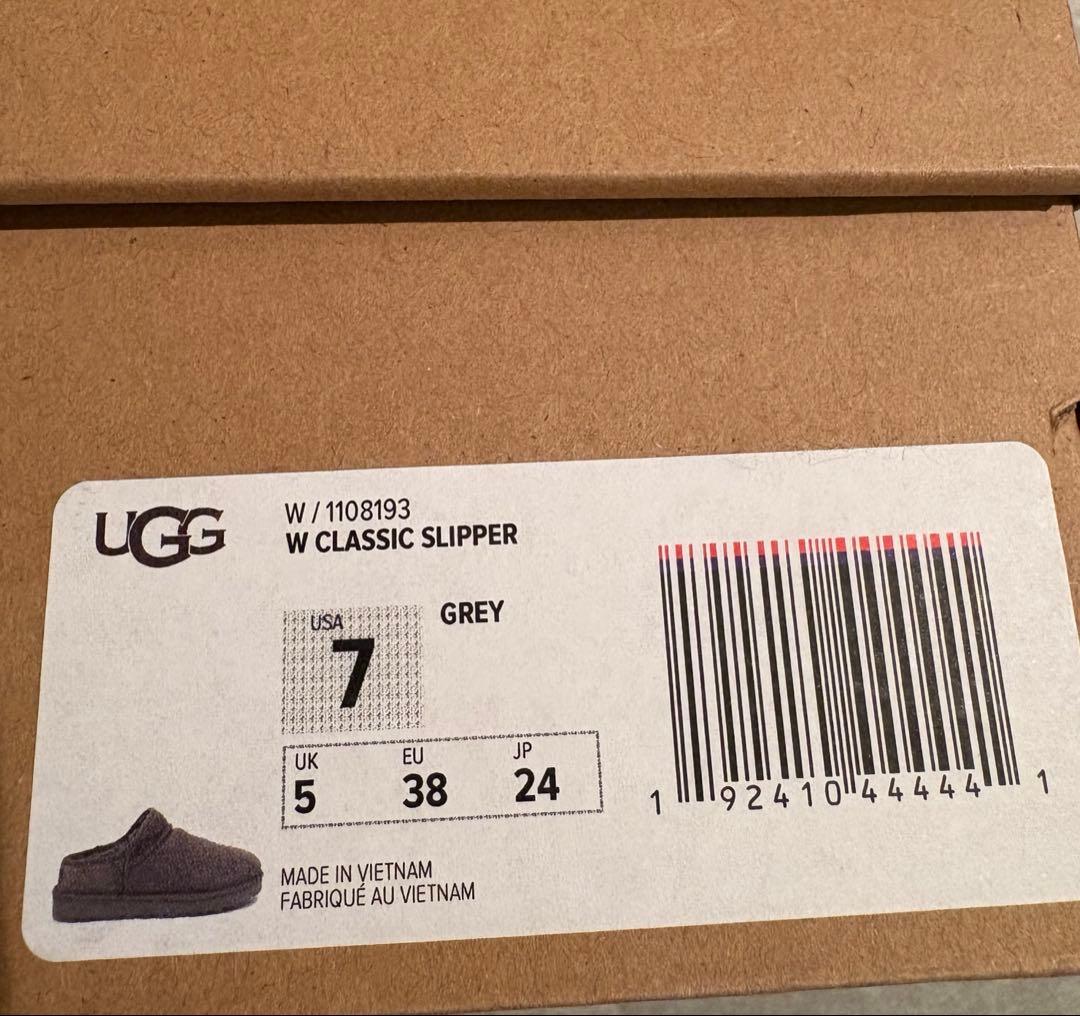 UGG
W / 1108193
W CLASSIC SLIPPER
USA
7
GREY
UK EU JP
5 38 24
MADE IN VIETNAM
FABRIQUÉ AU VIETNAM
1 92410 44444 1